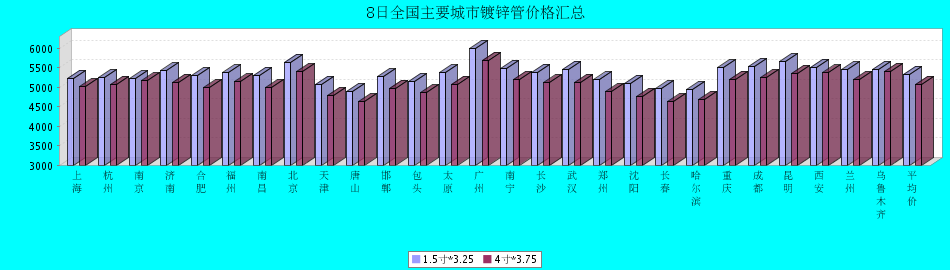 8日全国主要城市镀锌管价格汇总
6000
5500
5000
4500
4000
3500
3000
上海
杭州
南京
济南
合肥
福州
南昌
北京
天津
唐山
邯郸
包头
太原
广州
南宁
长沙
武汉
郑州
沈阳
长春
哈尔滨
重庆
成都
昆明
西安
兰州
乌鲁木齐
平均价
1.5寸*3.25
4寸*3.75